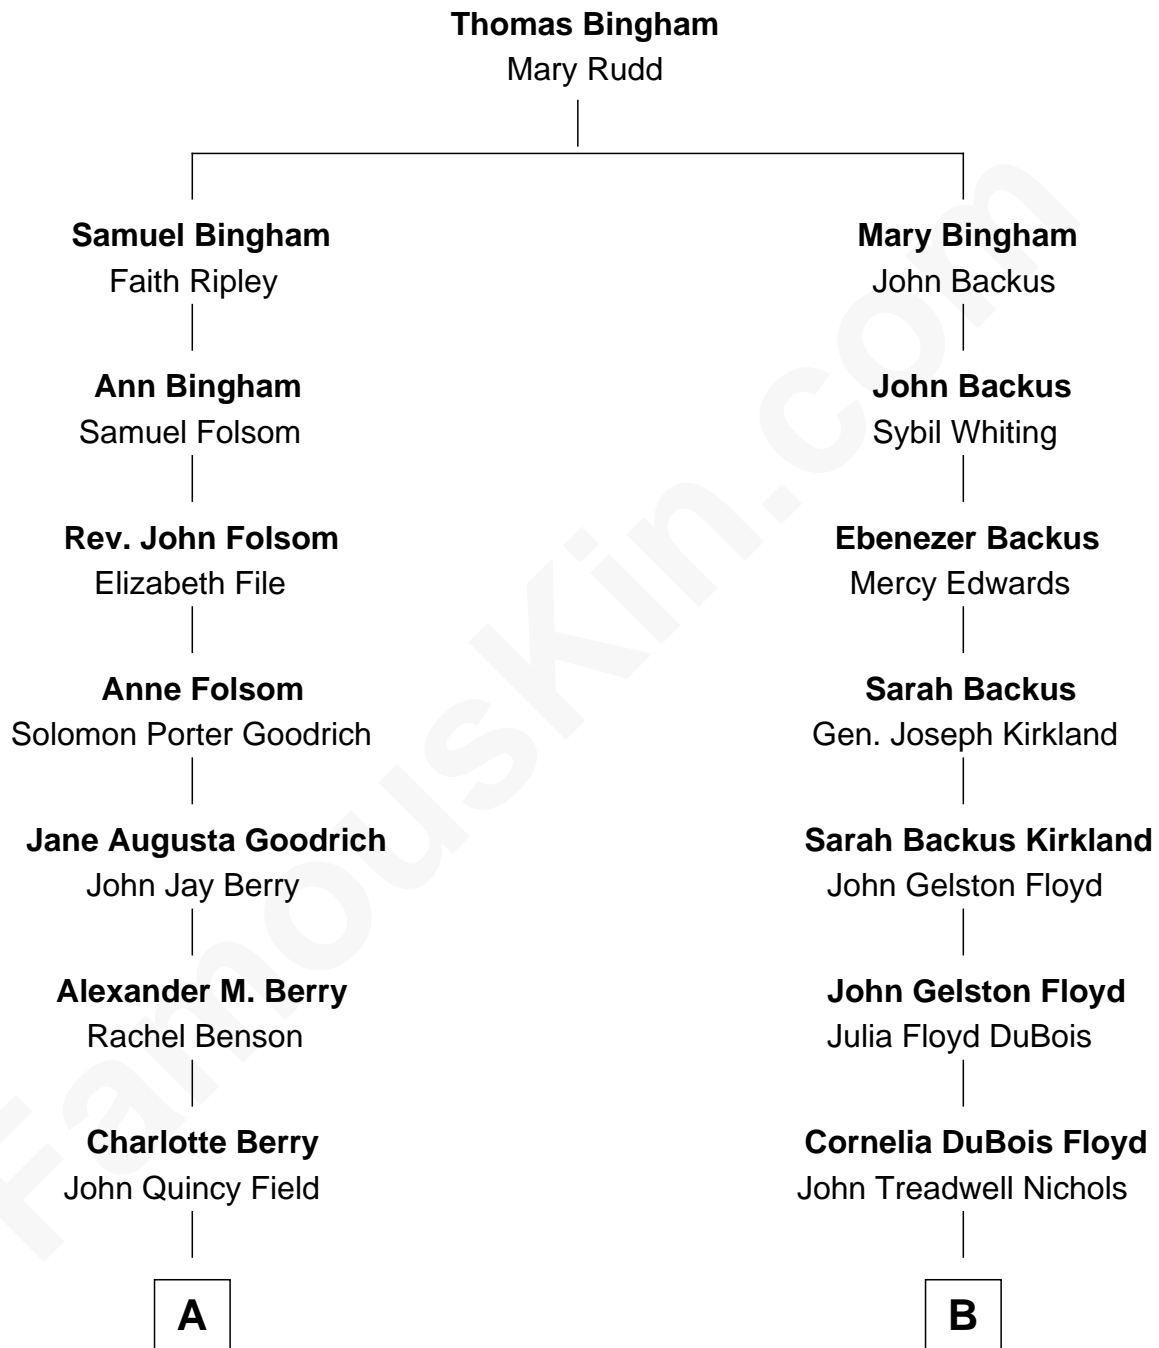 Thomas Bingham
Mary Rudd
Samuel Bingham
Faith Ripley
Mary Bingham
John Backus
Ann Bingham
Samuel Folsom
John Backus
Sybil Whiting
Rev. John Folsom
Elizabeth File
Ebenezer Backus
Mercy Edwards
Anne Folsom
Solomon Porter Goodrich
Sarah Backus
Gen. Joseph Kirkland
Jane Augusta Goodrich
John Jay Berry
Sarah Backus Kirkland
John Gelston Floyd
Alexander M. Berry
Rachel Benson
John Gelston Floyd
Julia Floyd DuBois
Charlotte Berry
John Quincy Field
Cornelia DuBois Floyd
John Treadwell Nichols
A
B
FamousKin.com